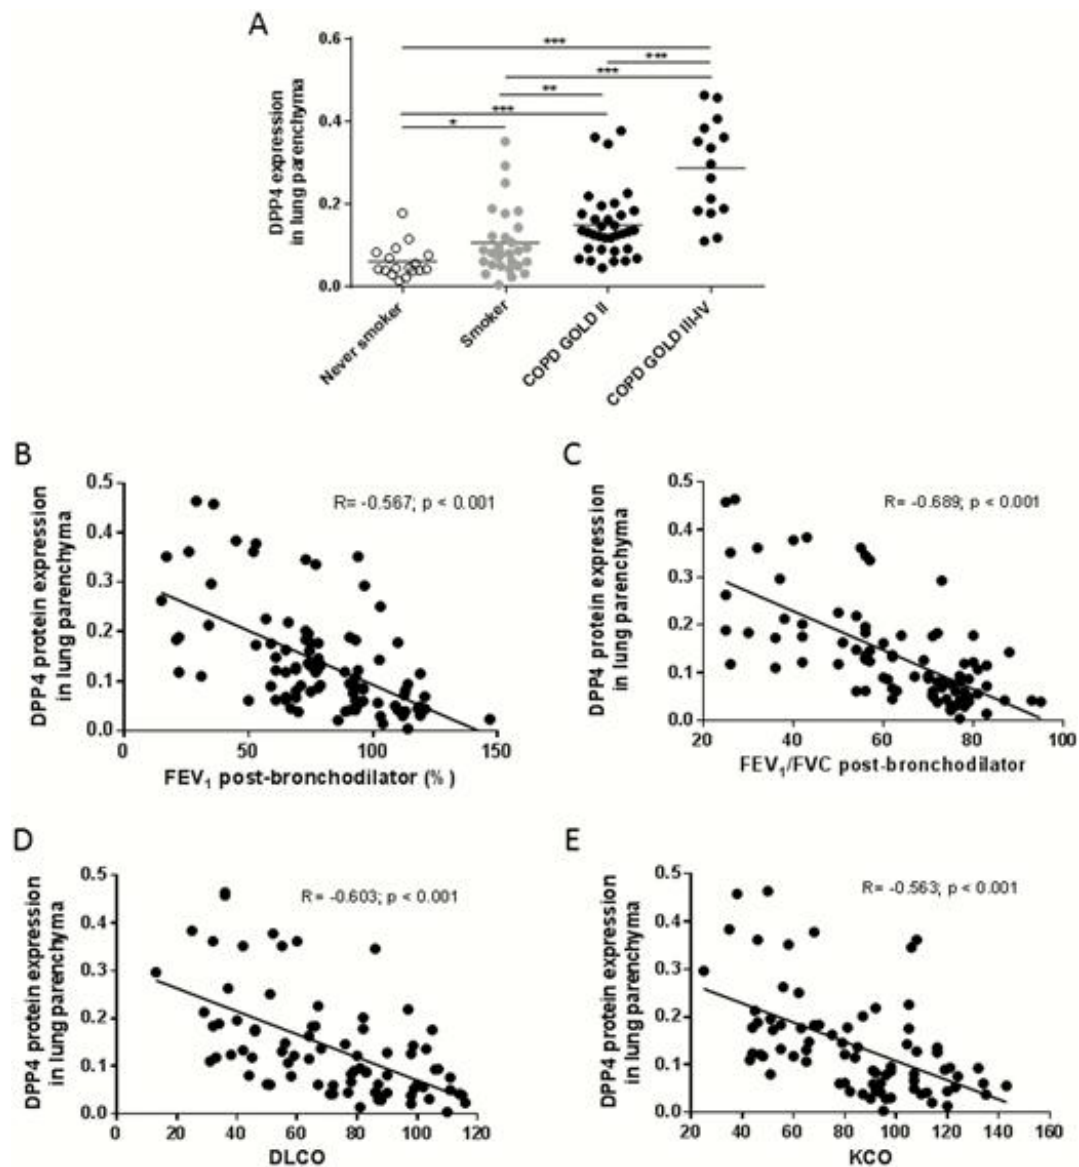 A
DPP4 expression
in lung parenchyma
0.6
0.4
0.2
0.0
***
***
***
**
***
*
Never smoker
Smoker
COPD GOLD II
COPD GOLD III-IV
B
DPP4 protein expression
in lung parenchyma
0.5
0.4
0.3
0.2
0.1
0.0
R= -0.567; p < 0.001
0 50 100 150
FEV1 post-bronchodilator (%)
C
DPP4 protein expression
in lung parenchyma
0.5
0.4
0.3
0.2
0.1
0.0
R= -0.689; p < 0.001
20 40 60 80 100
FEV1/FVC post-bronchodilator
D
DPP4 protein expression
in lung parenchyma
0.5
0.4
0.3
0.2
0.1
0.0
R= -0.603; p < 0.001
0 20 40 60 80 100 120
DLCO
E
DPP4 protein expression
in lung parenchyma
0.5
0.4
0.3
0.2
0.1
0.0
R= -0.563; p < 0.001
20 40 60 80 100 120 140 160
KCO